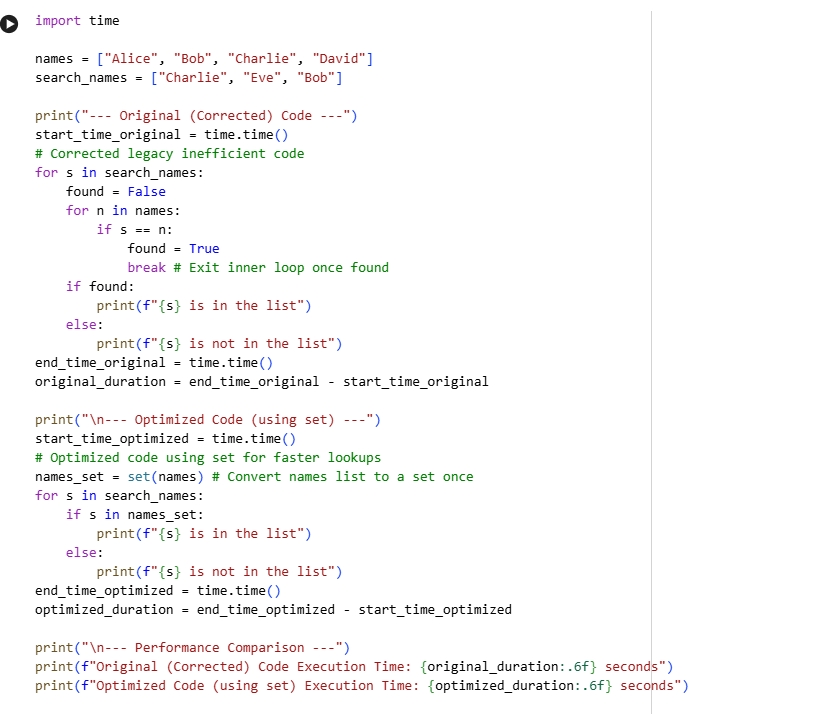 import time

names = ["Alice", "Bob", "Charlie", "David"]
search_names = ["Charlie", "Eve", "Bob"]

print("--- Original (Corrected) Code ---")
start_time_original = time.time()
# Corrected legacy inefficient code
for s in search_names:
    found = False
    for n in names:
        if s == n:
            found = True
            break # Exit inner loop once found
    if found:
        print(f"{s} is in the list")
    else:
        print(f"{s} is not in the list")
end_time_original = time.time()
original_duration = end_time_original - start_time_original

print("\n--- Optimized Code (using set) ---")
start_time_optimized = time.time()
# Optimized code using set for faster lookups
names_set = set(names) # Convert names list to a set once
for s in search_names:
    if s in names_set:
        print(f"{s} is in the list")
    else:
        print(f"{s} is not in the list")
end_time_optimized = time.time()
optimized_duration = end_time_optimized - start_time_optimized

print("\n--- Performance Comparison ---")
print(f"Original (Corrected) Code Execution Time: {original_duration:.6f} seconds")
print(f"Optimized Code (using set) Execution Time: {optimized_duration:.6f} seconds")